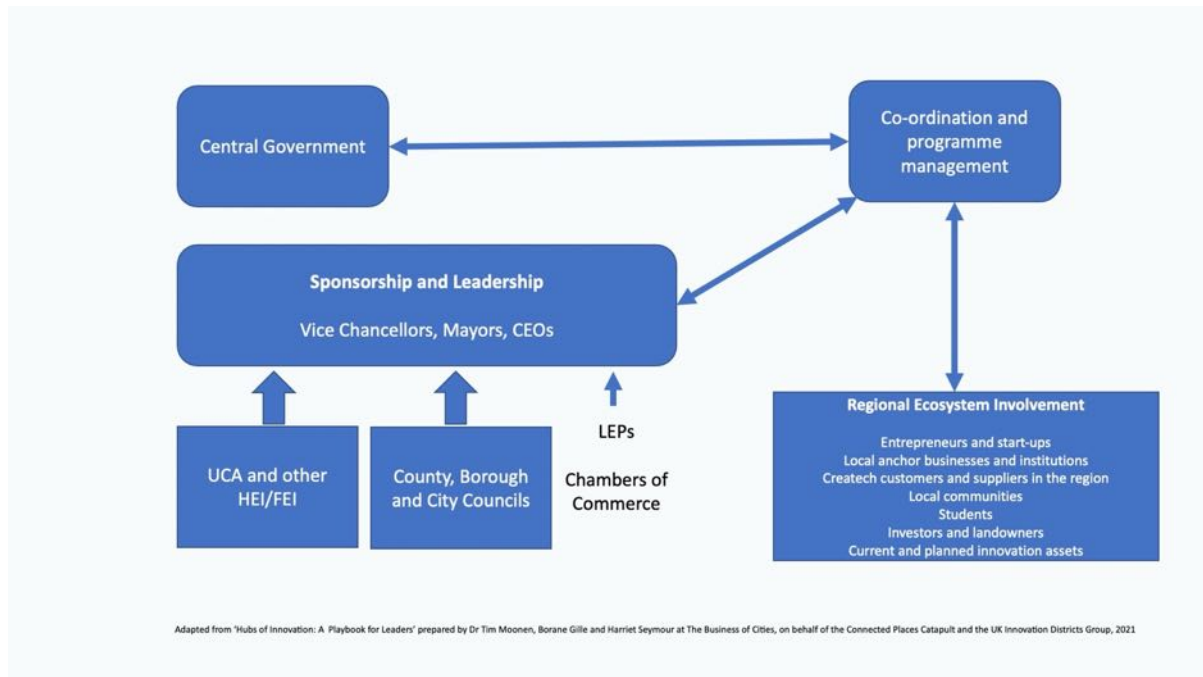 Central Government
Co-ordination and
programme
management
Sponsorship and Leadership
Vice Chancellors, Mayors, CEOs
UCA and other
HEI/FEI
County, Borough
and City Councils
LEPs
Chambers of
Commerce
Regional Ecosystem Involvement
Entrepreneurs and start-ups
Local anchor businesses and institutions
Createch customers and suppliers in the region
Local communities
Students
Investors and landowners
Current and planned innovation assets
Adapted from 'Hubs of Innovation: A Playbook for Leaders' prepared by Dr Tim Moonen, Borane Gille and Harriet Seymour at The Business of Cities, on behalf of the Connected Places Catapult and the UK Innovation Districts Group, 2021